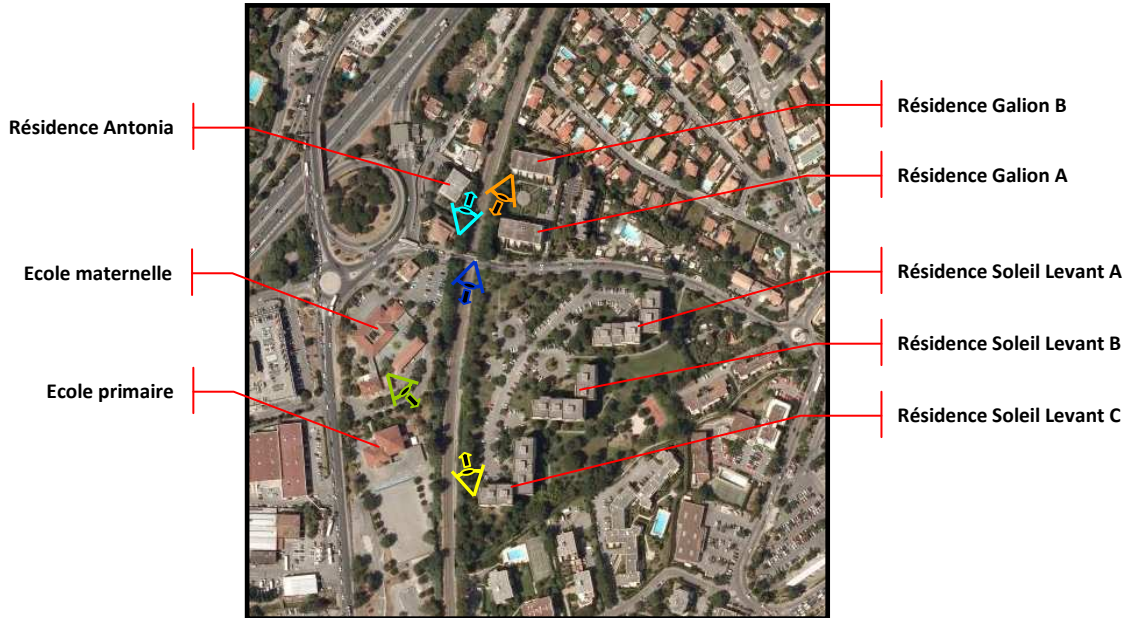 Résidence Antonia
Ecole maternelle
Ecole primaire
Résidence Galion B
Résidence Galion A
Résidence Soleil Levant A
Résidence Soleil Levant B
Résidence Soleil Levant C